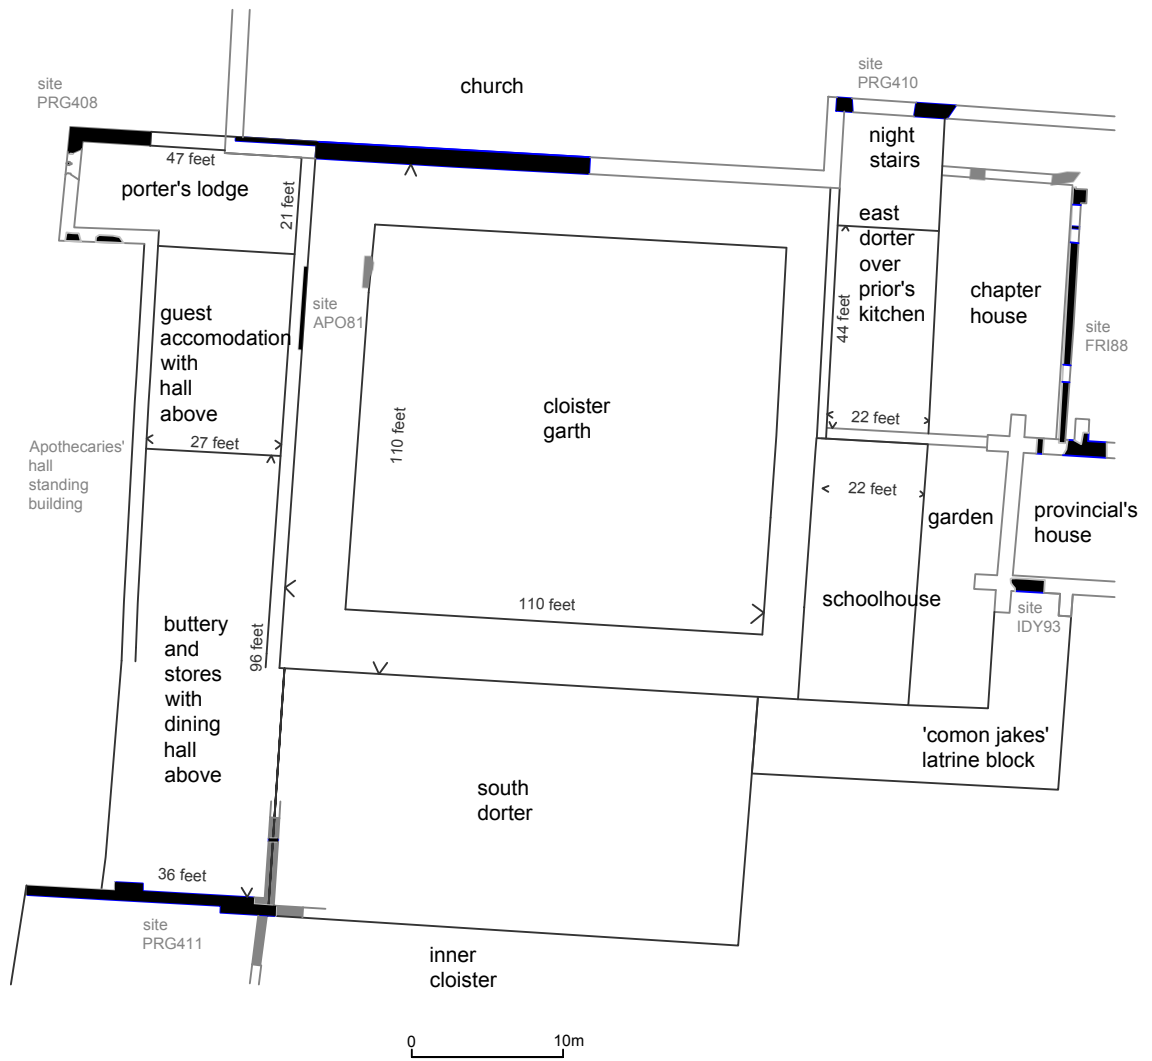 church
site
PRG408
site
PRG410
night
stairs
47 feet
porter's lodge
21 feet
east
dorter
over
prior's
kitchen
44 feet
chapter
house
site
FRI88
guest
accomodation
with
hall
above
site
APO81
27 feet
Apothecaries'
hall
standing
building
cloister
garth
110 feet
110 feet
22 feet
22 feet
garden
provincial's
house
schoolhouse
site
IDY93
buttery
and
stores
with
dining
hall
above
96 feet
'comon jakes'
latrine block
south
dorter
36 feet
site
PRG411
inner
cloister
0
10m